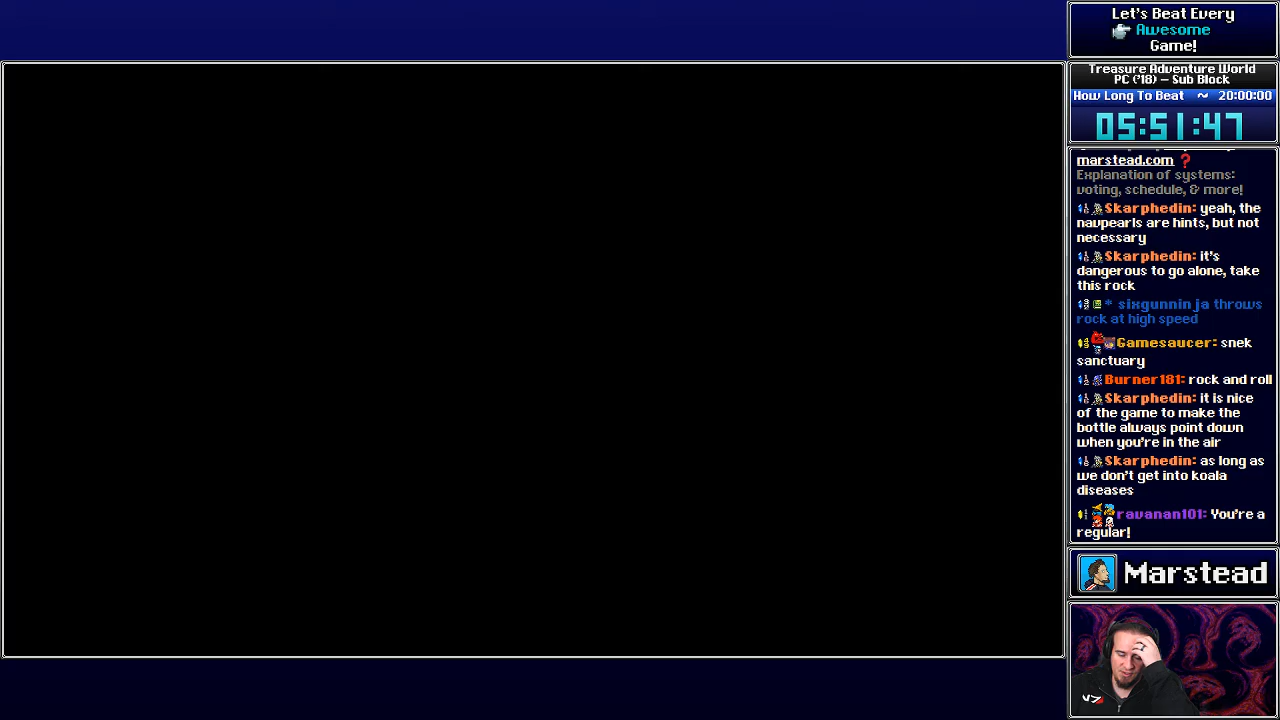 Let's Beat Every
Awesome
Game!
Treasure Adventure World
PC ('18) – Sub Block
How Long To Beat ~ 20:00:00
05:51:47
marstead.com ❓
Explanation of systems:
voting, schedule, & more!
Skarphedin: yeah, the
navpearls are hints, but not
necessary
Skarphedin: it's
dangerous to go alone, take
this rock
* sixgunninja throws
rock at high speed
Gamesaucer: snek
sanctuary
Burner181: rock and roll
Skarphedin: it is nice
of the game to make the
bottle always point down
when you're in the air
Skarphedin: as long as
we don't get into koala
diseases
ravanan101: You're a
regular!
Marstead